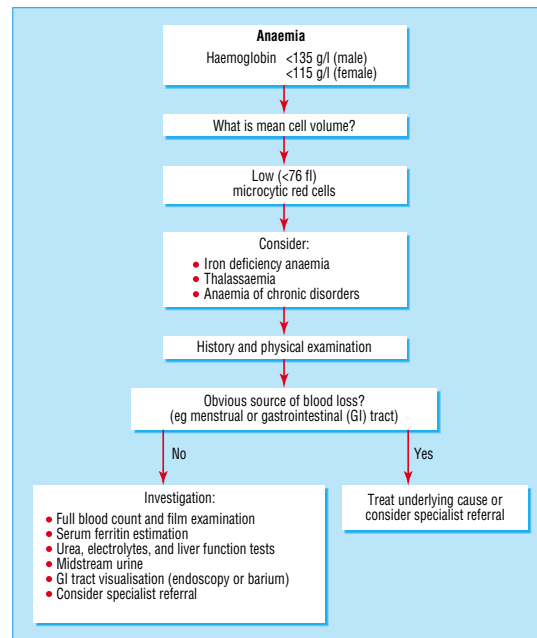 Anaemia
Haemoglobin <135 g/l (male)
<115 g/l (female)
What is mean cell volume?
Low (<76 fl)
microcytic red cells
Consider:
• Iron deficiency anaemia
• Thalassaemia
• Anaemia of chronic disorders
History and physical examination
Obvious source of blood loss?
(eg menstrual or gastrointestinal (GI) tract)
No
Yes
Investigation:
• Full blood count and film examination
• Serum ferritin estimation
• Urea, electrolytes, and liver function tests
• Midstream urine
• GI tract visualisation (endoscopy or barium)
• Consider specialist referral
Treat underlying cause or
consider specialist referral